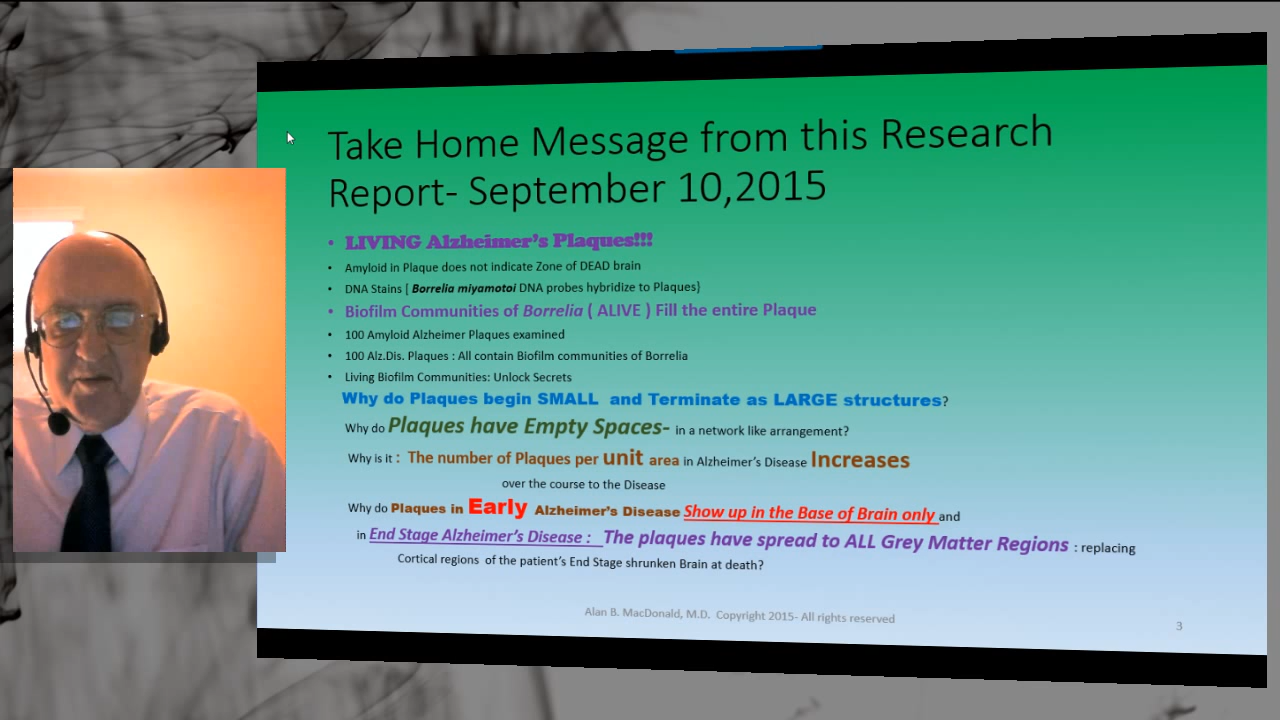 Take Home Message from this Research
Report- September 10,2015
• LIVING Alzheimer's Plaques!!!
• Amyloid in Plaque does not indicate Zone of DEAD brain
• DNA Stains [ Borrelia miyamotoi DNA probes hybridize to Plaques}
• Biofilm Communities of Borrelia ( ALIVE ) Fill the entire Plaque
• 100 Amyloid Alzheimer Plaques examined
• 100 Alz.Dis. Plaques : All contain Biofilm communities of Borrelia
• Living Biofilm Communities: Unlock Secrets
Why do Plaques begin SMALL and Terminate as LARGE structures?
Why do Plaques have Empty Spaces- in a network like arrangement?
Why is it : The number of Plaques per unit area in Alzheimer's Disease Increases
over the course to the Disease
Why do Plaques in Early Alzheimer's Disease Show up in the Base of Brain only and
in End Stage Alzheimer's Disease : The plaques have spread to ALL Grey Matter Regions : replacing
Cortical regions of the patient's End Stage shrunken Brain at death?
Alan B. MacDonald, M.D. Copyright 2015- All rights reserved
3